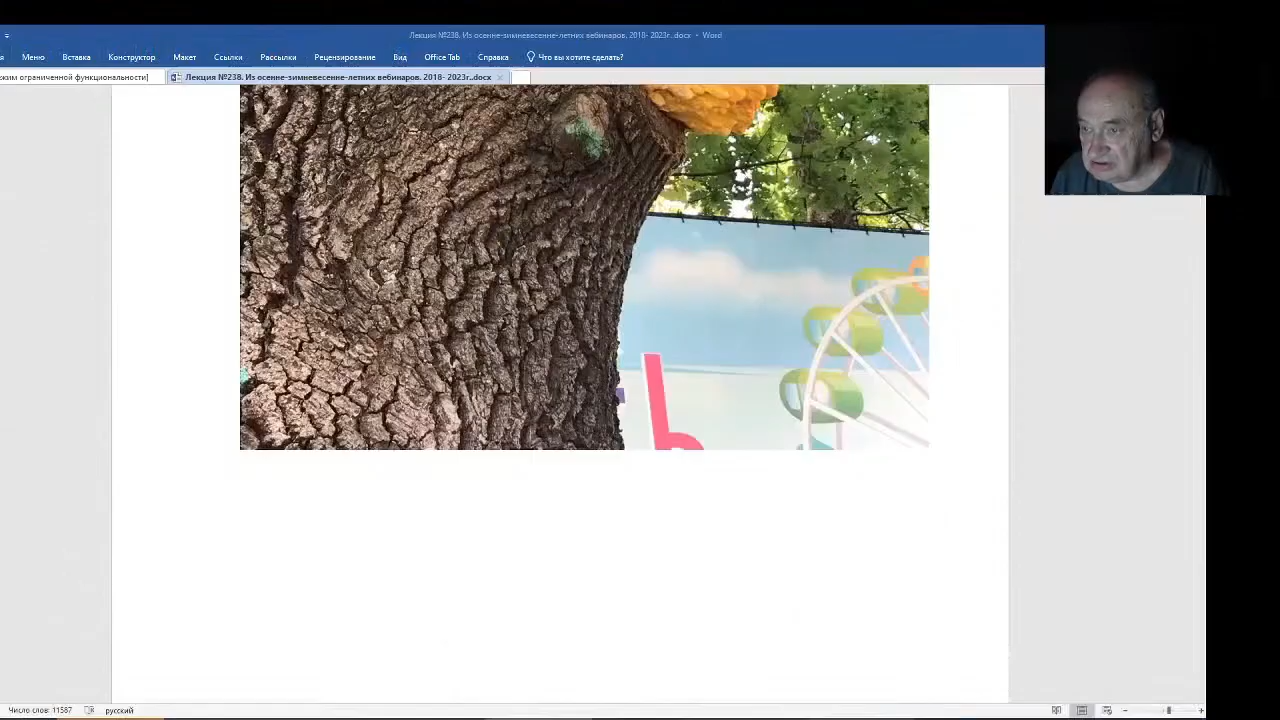 Лекция №238. Из осенне-зимневесенне-летних вебинаров. 2018- 2023г..docx - Word
я Меню Вставка Конструктор Макет Ссылки Рассылки Рецензирование Вид Office Tab Справка Что вы хотите сделать?
жим ограниченной функциональности] Лекция №238. Из осенне-зимневесенне-летних вебинаров. 2018- 2023г..docx
Число слов: 11587 русский